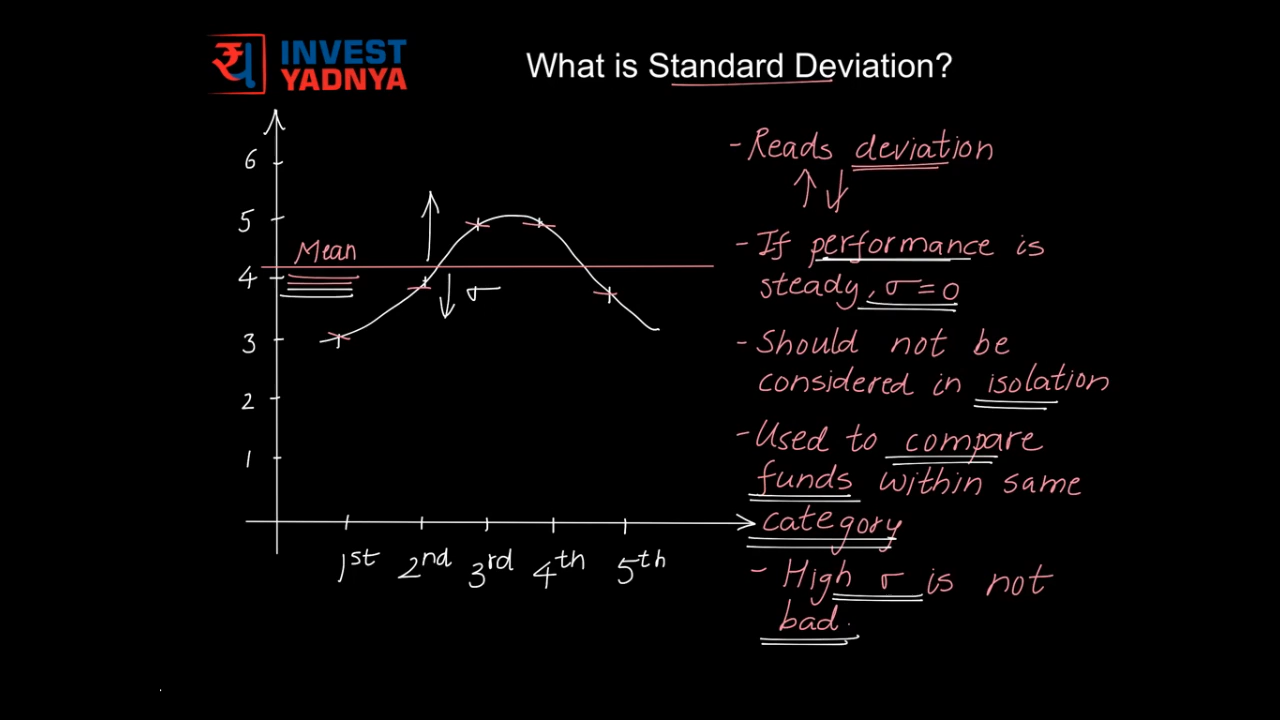 INVEST
YADNYA
What is Standard Deviation?
6
5
Mean
4
3
2
1
σ
1st 2nd 3rd 4th 5th
- Reads deviation
- If performance is
steady, σ = 0
- Should not be
considered in isolation
- Used to compare
funds within same
category
- High σ is not
bad.